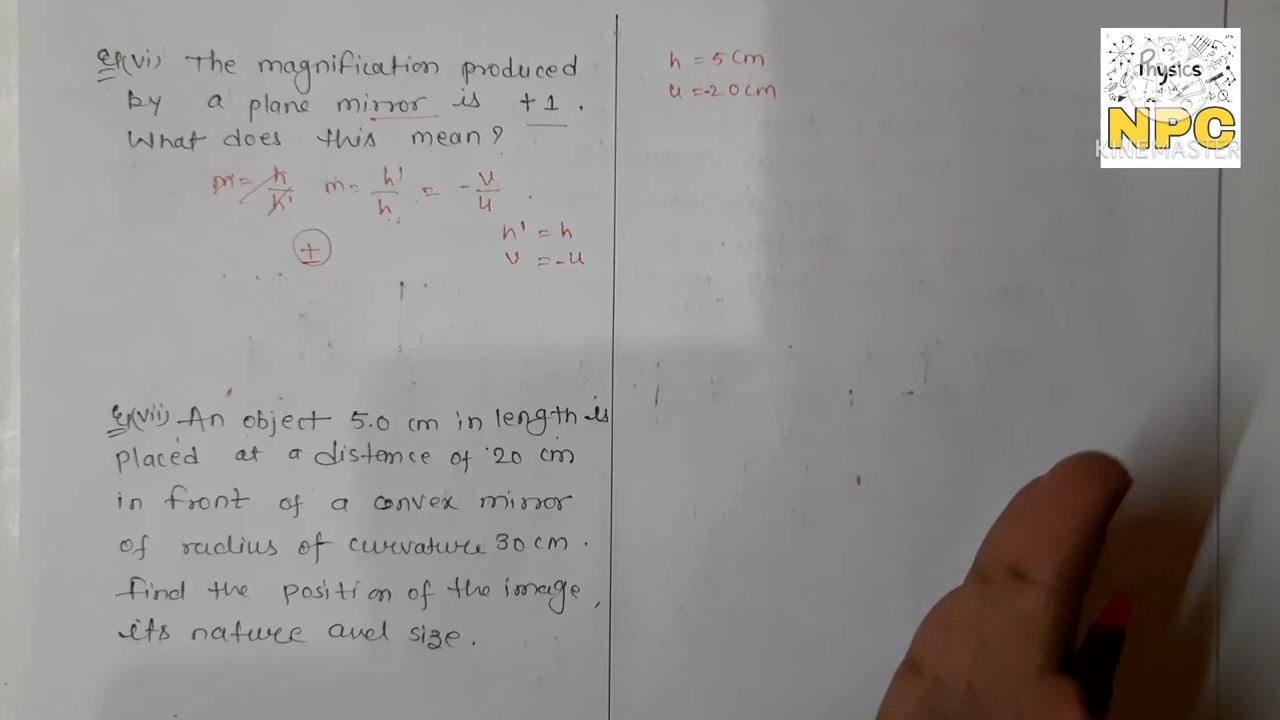 Ex(vi) The magnification produced
by a plane mirror is +1.
What does this mean?
m = h/h' m = h'/h = - v/u
h' = h
+
v = -u
Ex(vii) An object 5.0 cm in length is
placed at a distance of 20 cm
in front of a convex mirror
of radius of curvature 30 cm.
find the position of the image,
its nature and size.
h = 5 cm
u = -20 cm
Physics
NPC
KINEMASTER